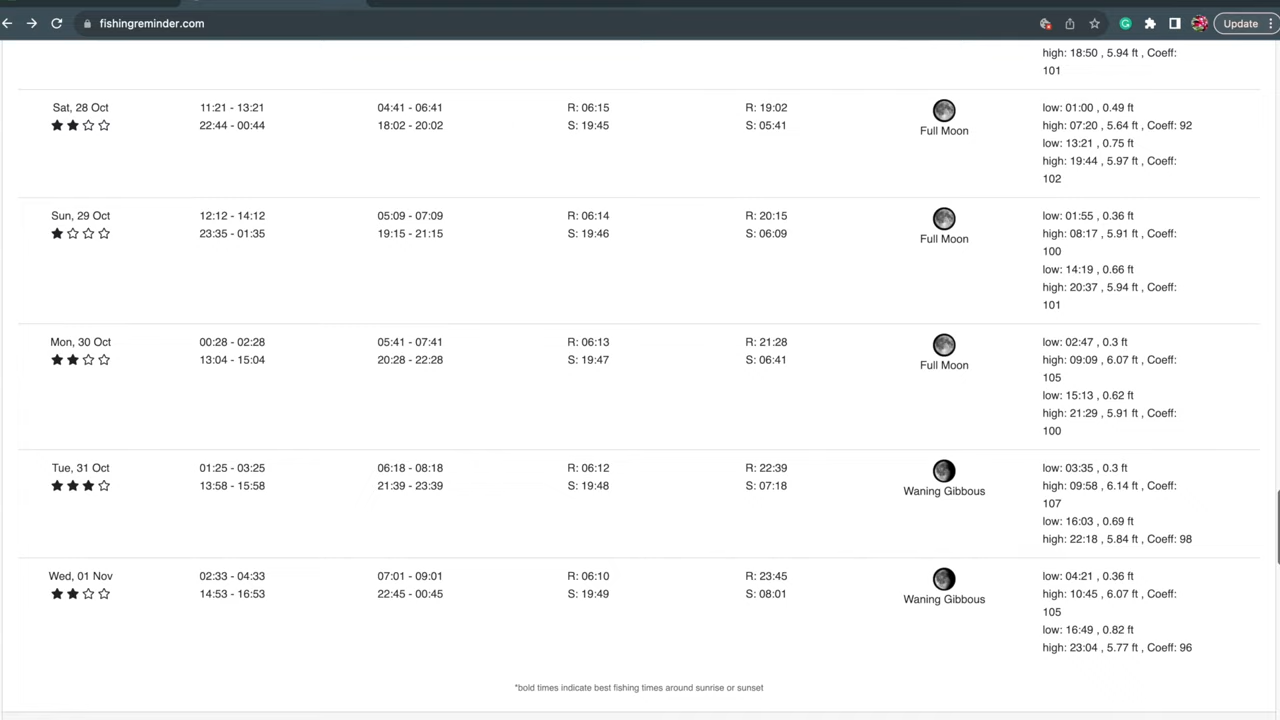 fishingreminder.com
Update
high: 18:50 , 5.94 ft , Coeff:
101
Sat, 28 Oct
11:21 - 13:21
22:44 - 00:44
04:41 - 06:41
18:02 - 20:02
R: 06:15
S: 19:45
R: 19:02
S: 05:41
Full Moon
low: 01:00 , 0.49 ft
high: 07:20 , 5.64 ft , Coeff: 92
low: 13:21 , 0.75 ft
high: 19:44 , 5.97 ft , Coeff:
102
Sun, 29 Oct
12:12 - 14:12
23:35 - 01:35
05:09 - 07:09
19:15 - 21:15
R: 06:14
S: 19:46
R: 20:15
S: 06:09
Full Moon
low: 01:55 , 0.36 ft
high: 08:17 , 5.91 ft , Coeff:
100
low: 14:19 , 0.66 ft
high: 20:37 , 5.94 ft , Coeff:
101
Mon, 30 Oct
00:28 - 02:28
13:04 - 15:04
05:41 - 07:41
20:28 - 22:28
R: 06:13
S: 19:47
R: 21:28
S: 06:41
Full Moon
low: 02:47 , 0.3 ft
high: 09:09 , 6.07 ft , Coeff:
105
low: 15:13 , 0.62 ft
high: 21:29 , 5.91 ft , Coeff:
100
Tue, 31 Oct
01:25 - 03:25
13:58 - 15:58
06:18 - 08:18
21:39 - 23:39
R: 06:12
S: 19:48
R: 22:39
S: 07:18
Waning Gibbous
low: 03:35 , 0.3 ft
high: 09:58 , 6.14 ft , Coeff:
107
low: 16:03 , 0.69 ft
high: 22:18 , 5.84 ft , Coeff: 98
Wed, 01 Nov
02:33 - 04:33
14:53 - 16:53
07:01 - 09:01
22:45 - 00:45
R: 06:10
S: 19:49
R: 23:45
S: 08:01
Waning Gibbous
low: 04:21 , 0.36 ft
high: 10:45 , 6.07 ft , Coeff:
105
low: 16:49 , 0.82 ft
high: 23:04 , 5.77 ft , Coeff: 96
*bold times indicate best fishing times around sunrise or sunset